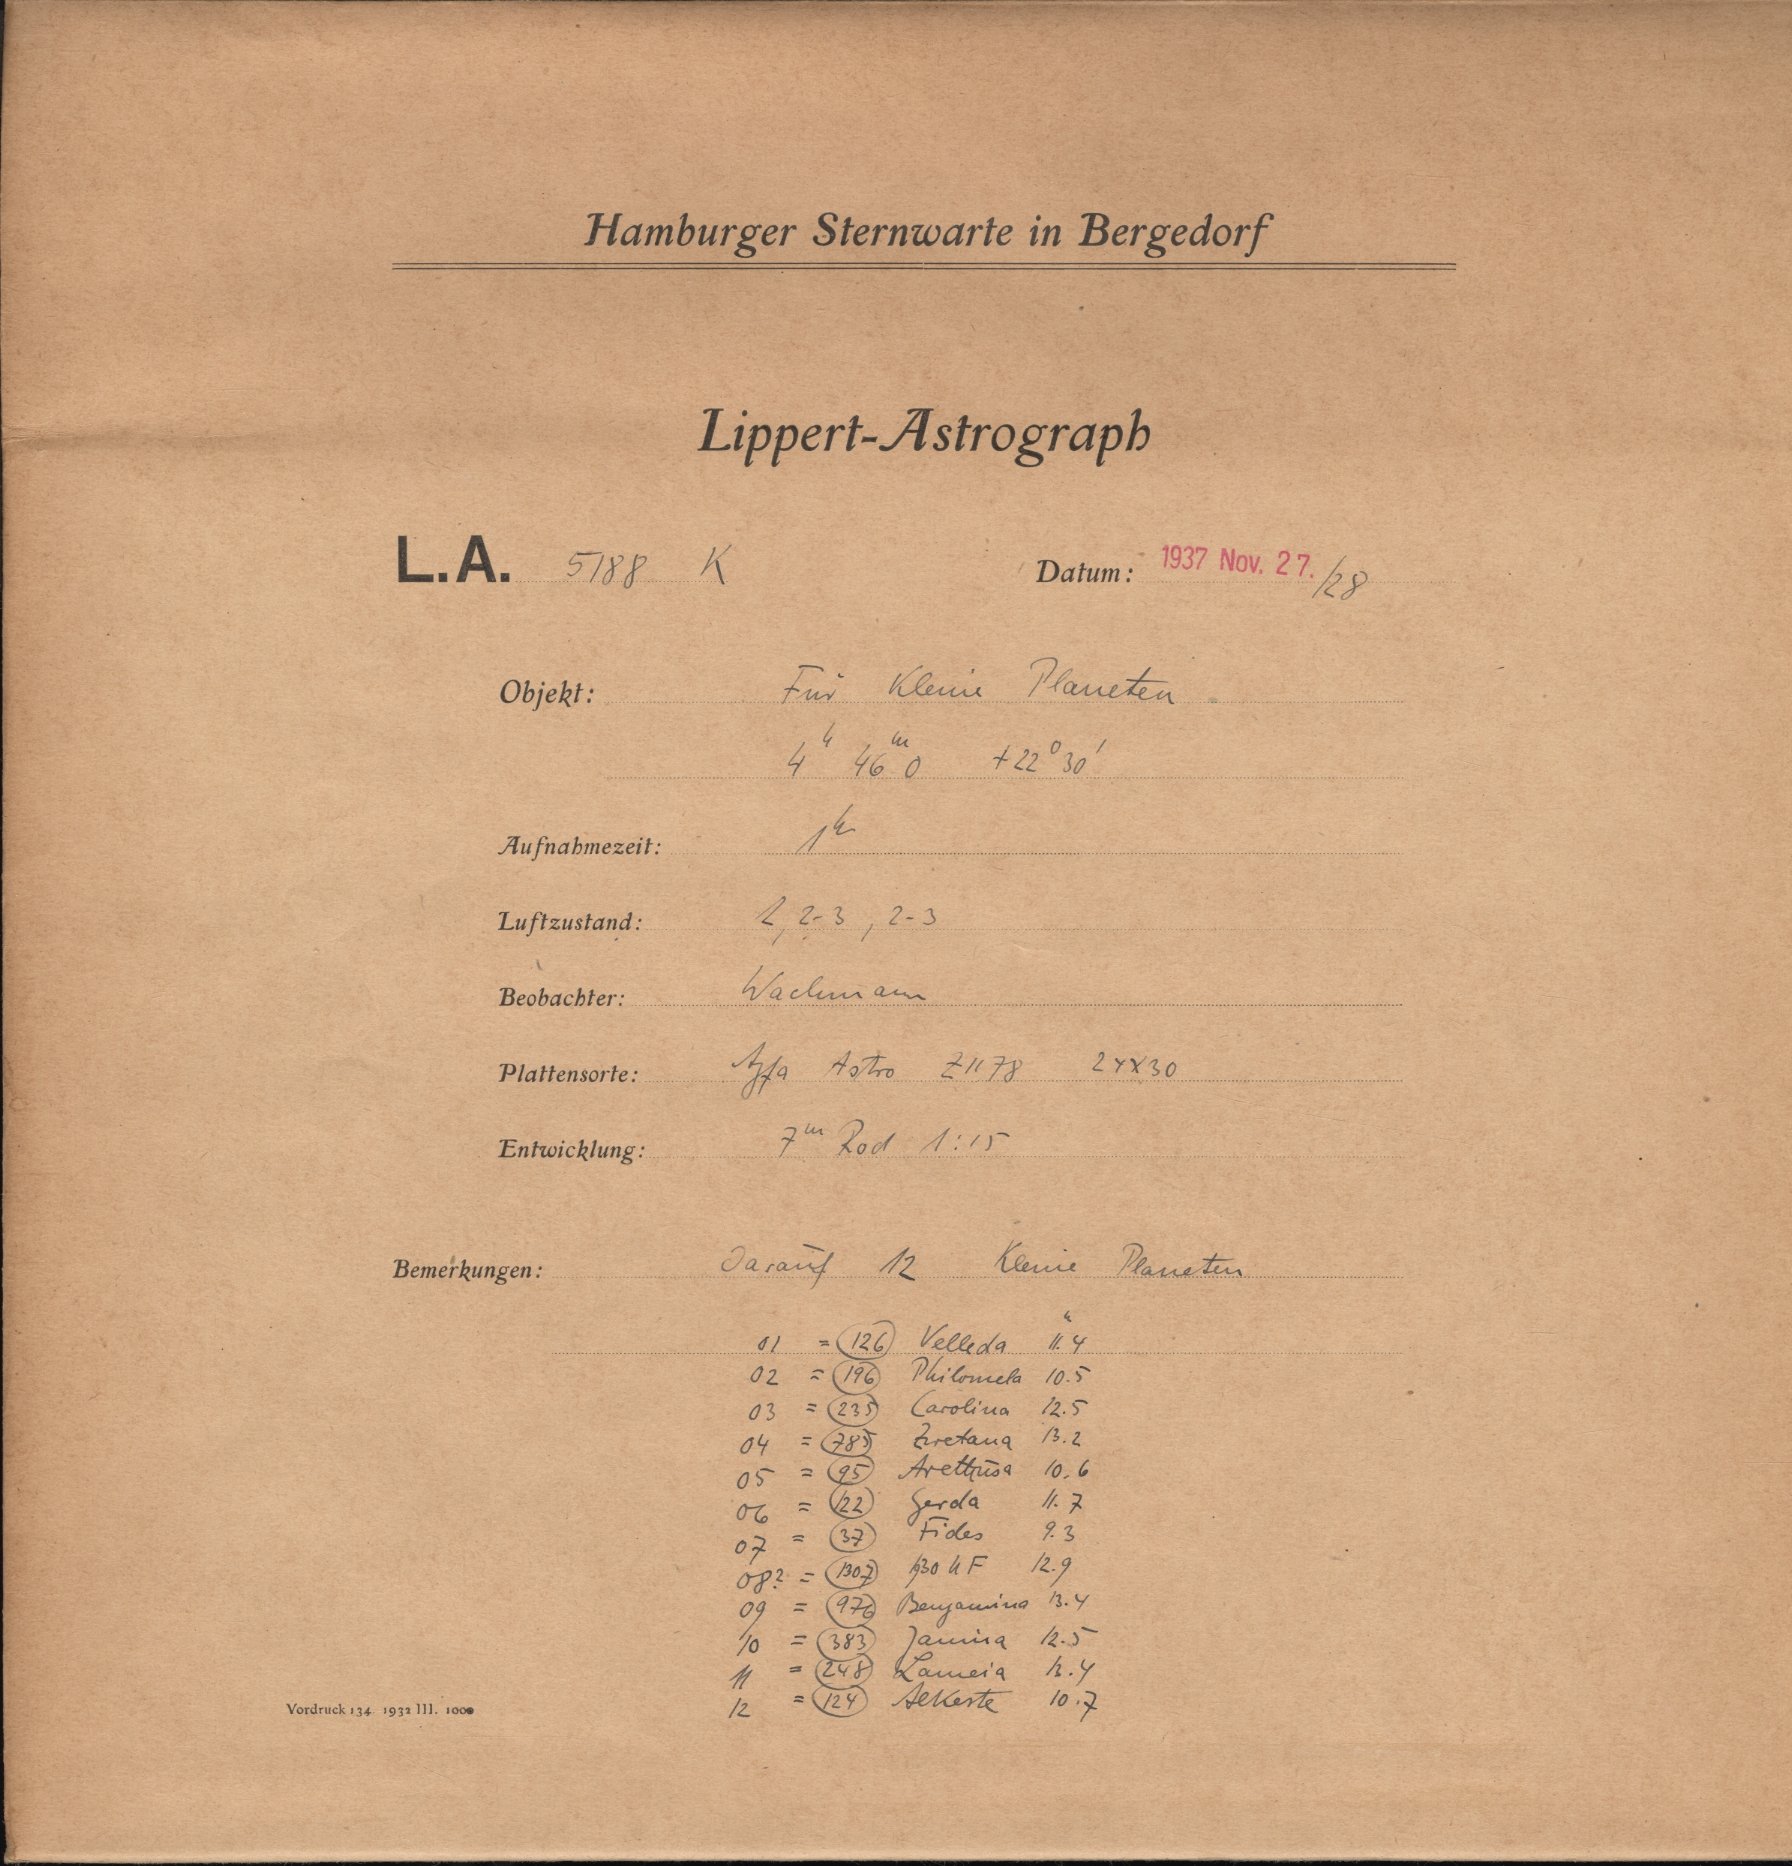 Hamburger Sternwarte in Bergedorf
Lippert-Astrograph
L.A. 5188 K Datum: 1937 Nov. 27./28
Objekt: Für Kleine Planeten
4h 46m 0 +22° 30'
Aufnahmezeit: 1h
Luftzustand: 2, 2-3, 2-3
Beobachter: Wachmann
Plattensorte: Agfa Astro Z1178 24x30
Entwicklung: 7m Rod 1:15
Bemerkungen: Darauf 12 Kleine Planeten
01 = 126 Velleda 11.4
02 = 196 Philomela 10.5
03 = 235 Carolina 12.5
04 = 785 Zwetana 13.2
05 = 95 Arethusa 10.6
06 = 122 Gerda 11.7
07 = 37 Fides 9.3
08? = 1307 1930 UF 12.9
09 = 976 Benjamina 13.4
10 = 383 Janina 12.5
11 = 248 Lameia 13.4
12 = 124 Alkeste 10.7
Vordruck 134 1932 III. 1000